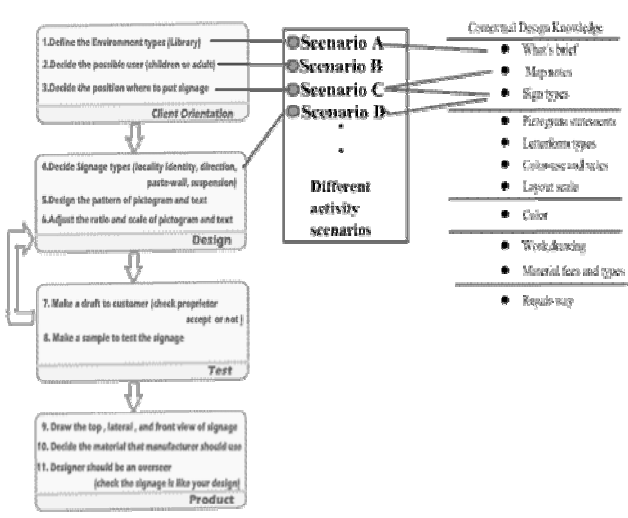 1.Define the Environment types (Library)
2.Decide the possible user (children or adult)
3.Decide the position where to put signage
Client Orientation
4.Decide Signage types (locality identity, direction,
paste-wall, suspension)
5.Design the pattern of pictogram and text
6.Adjust the ratio and scale of pictogram and text
Design
7. Make a draft to customer (check proprietor
accept or not)
8. Make a sample to test the signage
Test
9. Draw the top , lateral , and front view of signage
10. Decide the material that manufacturer should use
11. Designer should be an overseer
(check the signage is like your design)
Product
Scenario A
Scenario B
Scenario C
Scenario D
Different
activity
scenarios
Contextual Design Knowledge
What's brief
Map notes
Sign types
Pictogram statements
Letterform types
Layout scale
Color
Work drawing
Material fees and types
Repair way